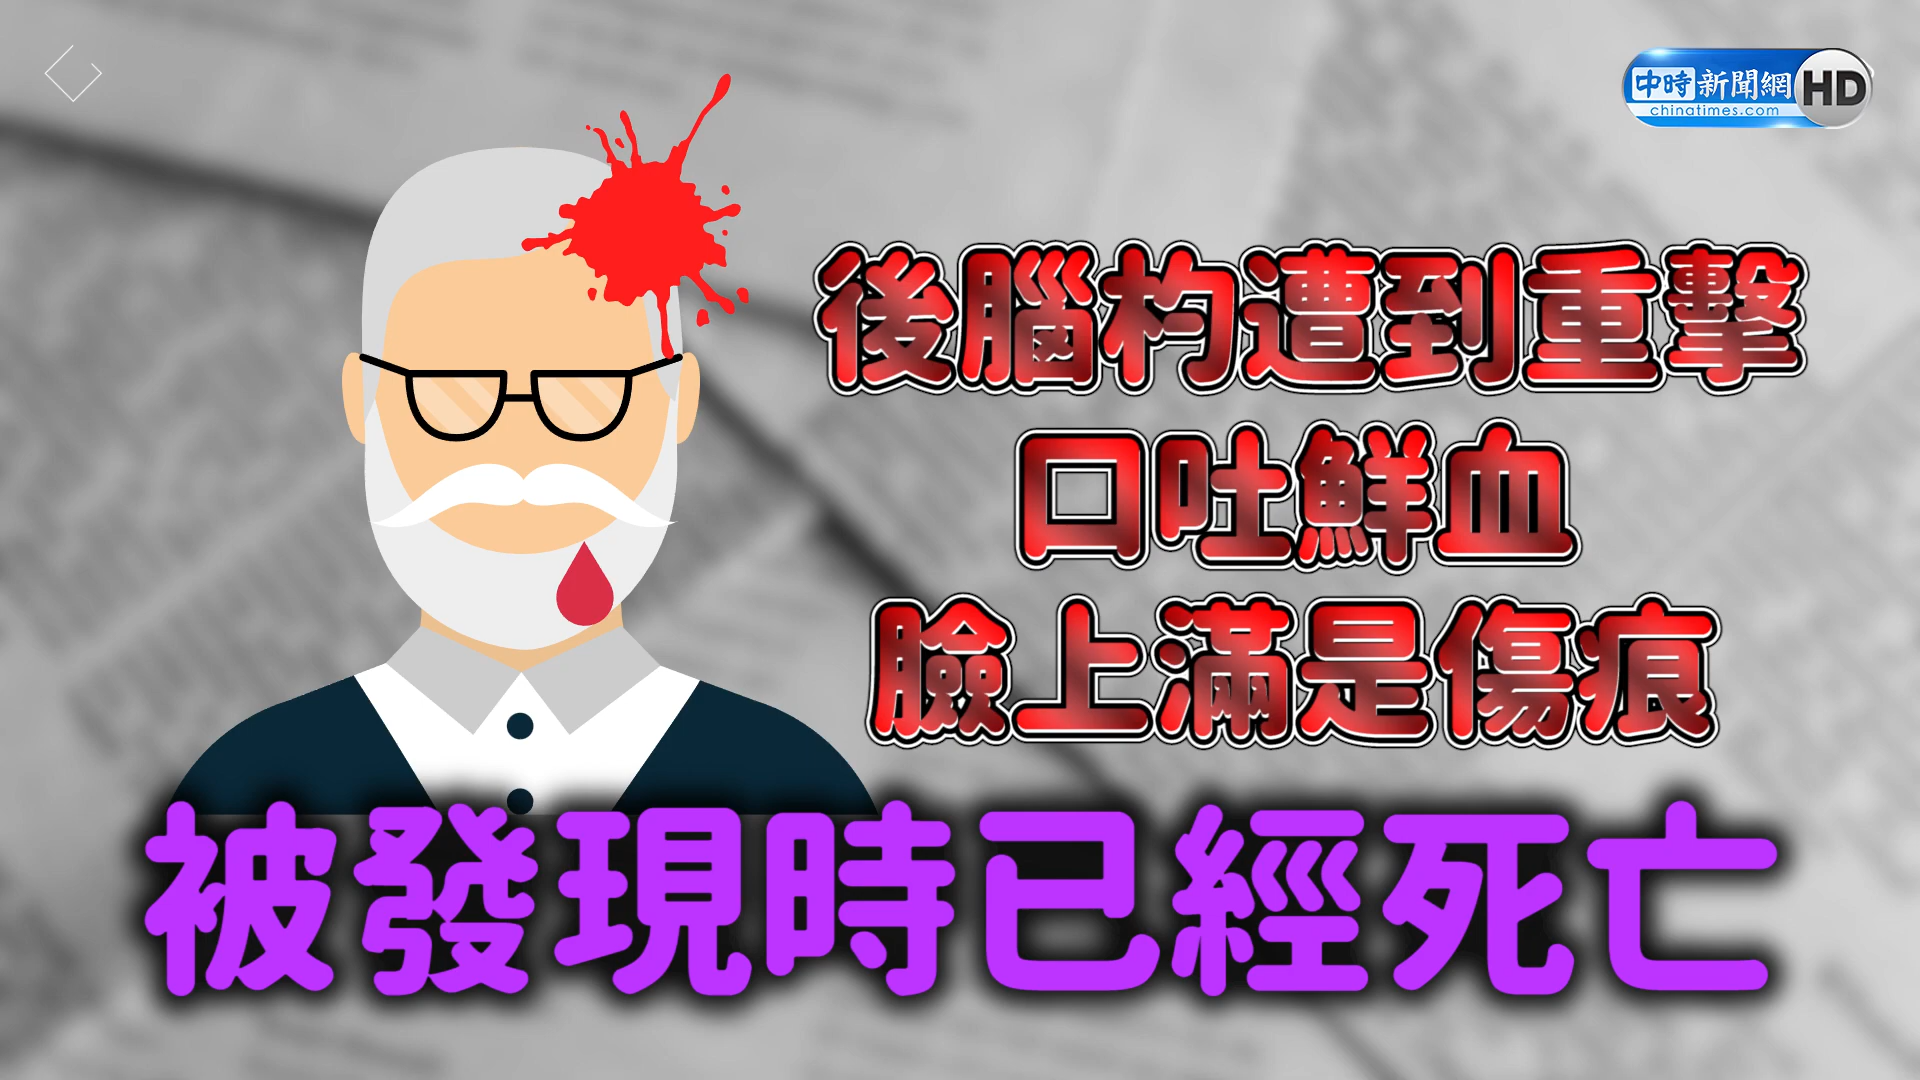 中時新聞網 HD
chinatimes.com
後腦杓遭到重擊
口吐鮮血
臉上滿是傷痕
被發現時已經死亡